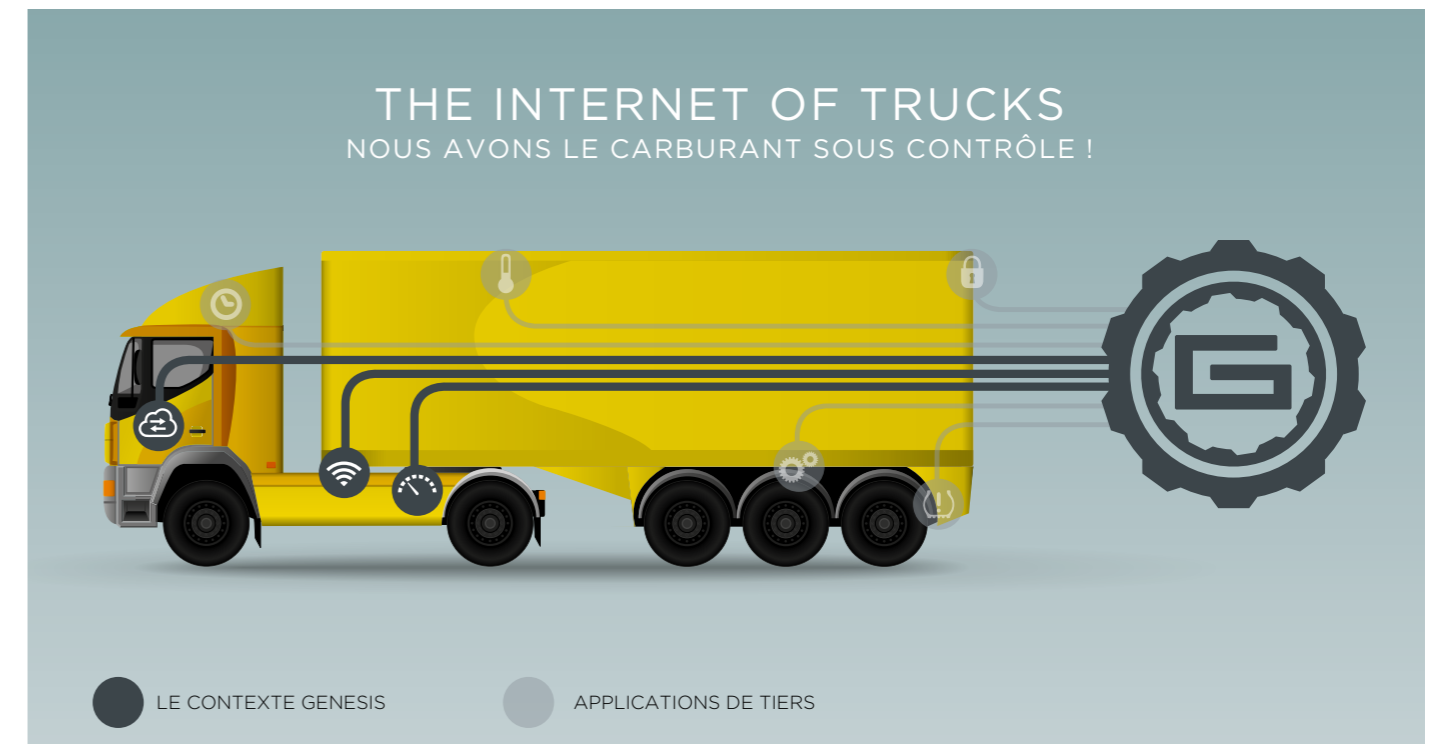 THE INTERNET OF TRUCKS
NOUS AVONS LE CARBURANT SOUS CONTRÔLE !
G
LE CONTEXTE GENESIS
APPLICATIONS DE TIERS